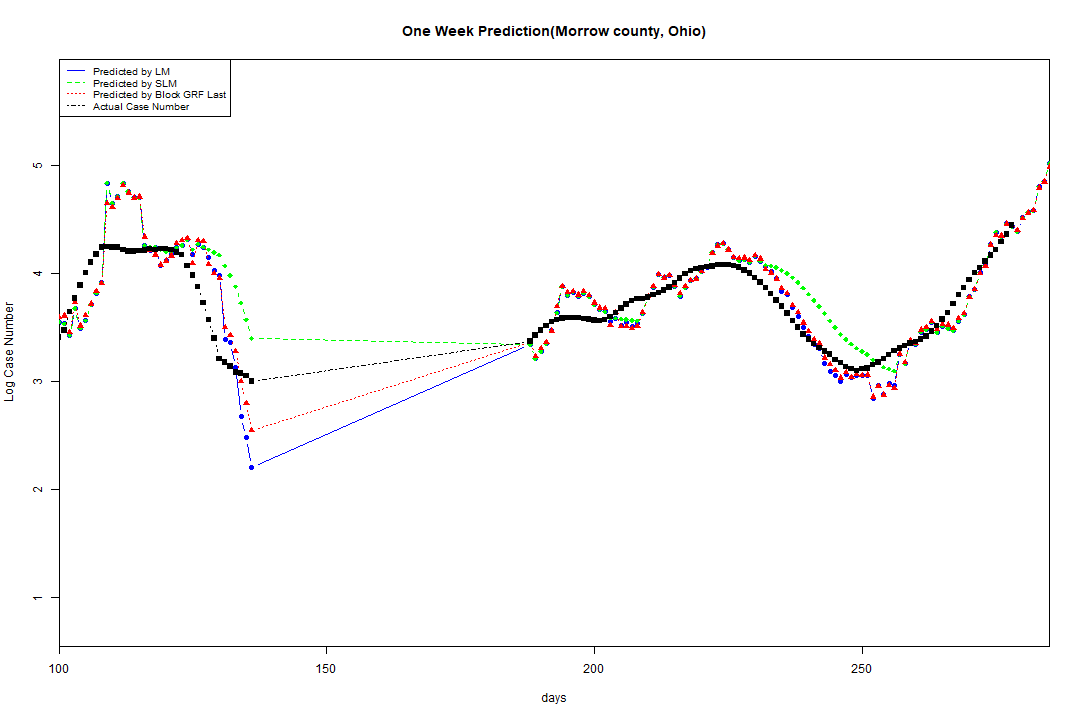 One Week Prediction(Morrow county, Ohio)
Predicted by LM
Predicted by SLM
Predicted by Block GRF Last
Actual Case Number
5
4
3
2
1
Log Case Number
100 150 200 250
days